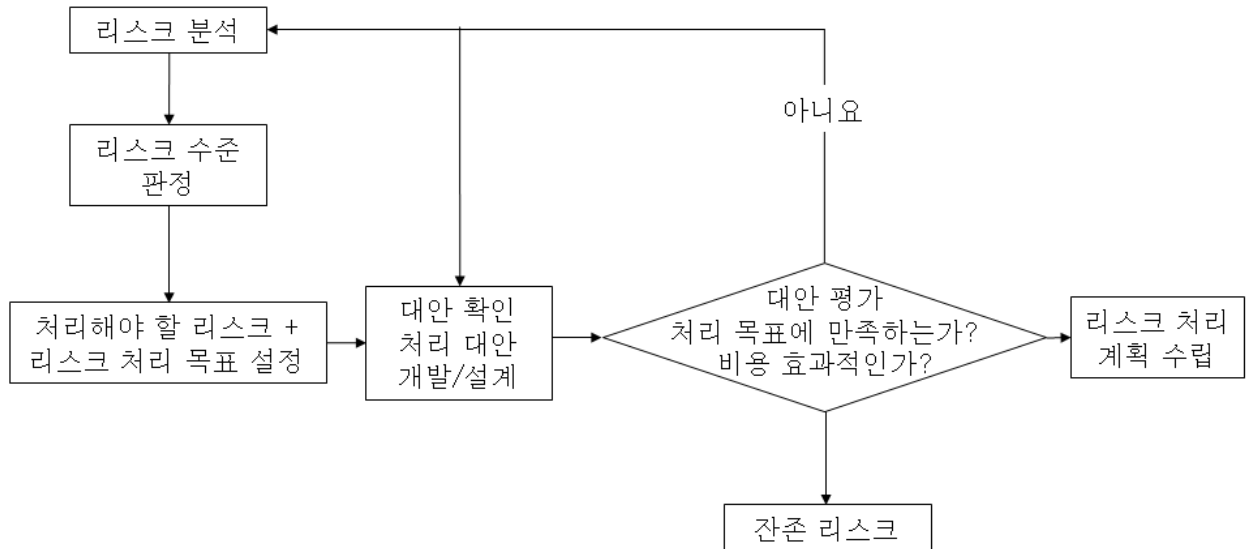 리스크 분석
아니요
리스크 수준
판정
처리해야 할 리스크 +
리스크 처리 목표 설정
대안 확인
처리 대안
개발/설계
대안 평가
처리 목표에 만족하는가?
비용 효과적인가?
리스크 처리
계획 수립
잔존 리스크